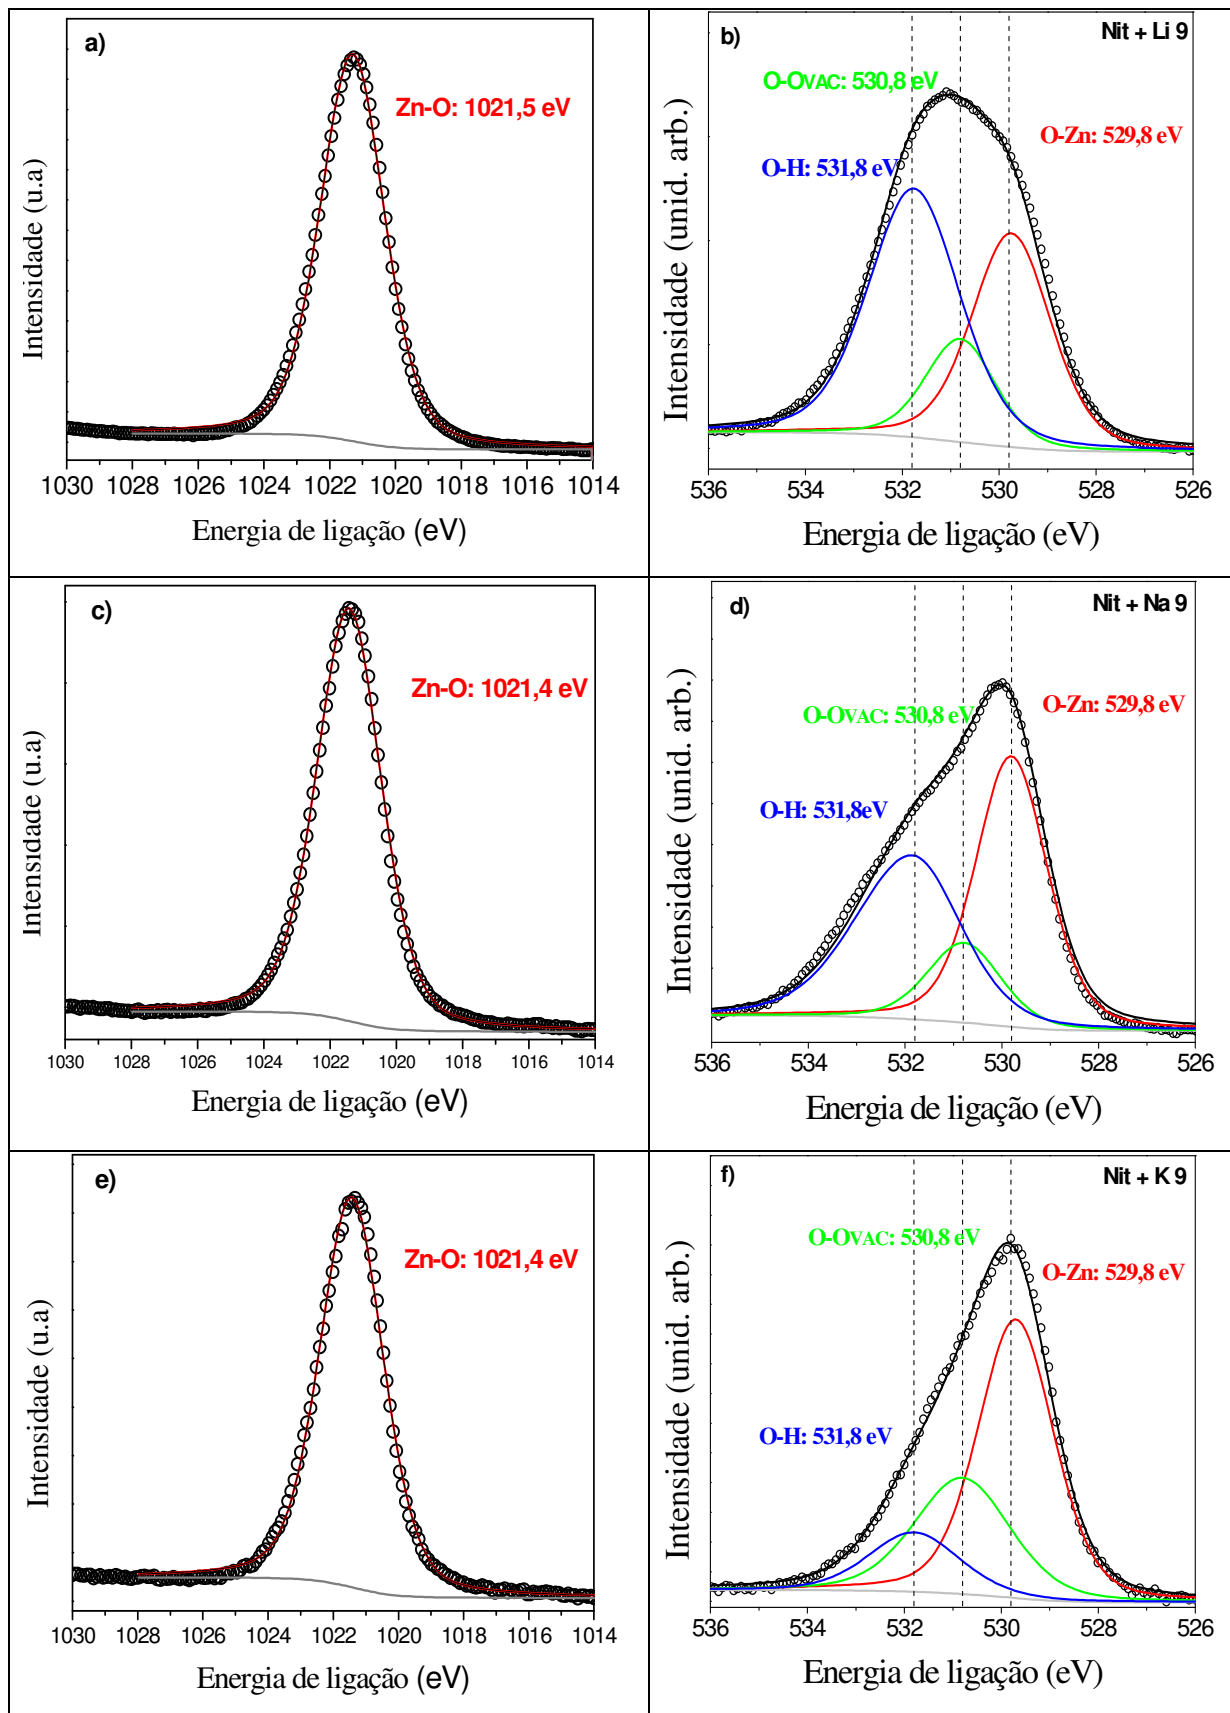 a)
Zn-O: 1021,5 eV
Intensidade (u.a)
1030 1028 1026 1024 1022 1020 1018 1016 1014
Energia de ligação (eV)
b)
Nit + Li 9
O-OVAC: 530,8 eV
O-Zn: 529,8 eV
O-H: 531,8 eV
Intensidade (unid. arb.)
536 534 532 530 528 526
Energia de ligação (eV)
c)
Zn-O: 1021,4 eV
Intensidade (u.a)
1030 1028 1026 1024 1022 1020 1018 1016 1014
Energia de ligação (eV)
d)
Nit + Na 9
O-Zn: 529,8 eV
O-OVAC: 530,8 eV
O-H: 531,8eV
Intensidade (unid. arb.)
536 534 532 530 528 526
Energia de ligação (eV)
e)
Zn-O: 1021,4 eV
Intensidade (u.a)
1030 1028 1026 1024 1022 1020 1018 1016 1014
Energia de ligação (eV)
f)
Nit + K 9
O-OVAC: 530,8 eV
O-Zn: 529,8 eV
O-H: 531,8 eV
Intensidade (unid. arb.)
536 534 532 530 528 526
Energia de ligação (eV)